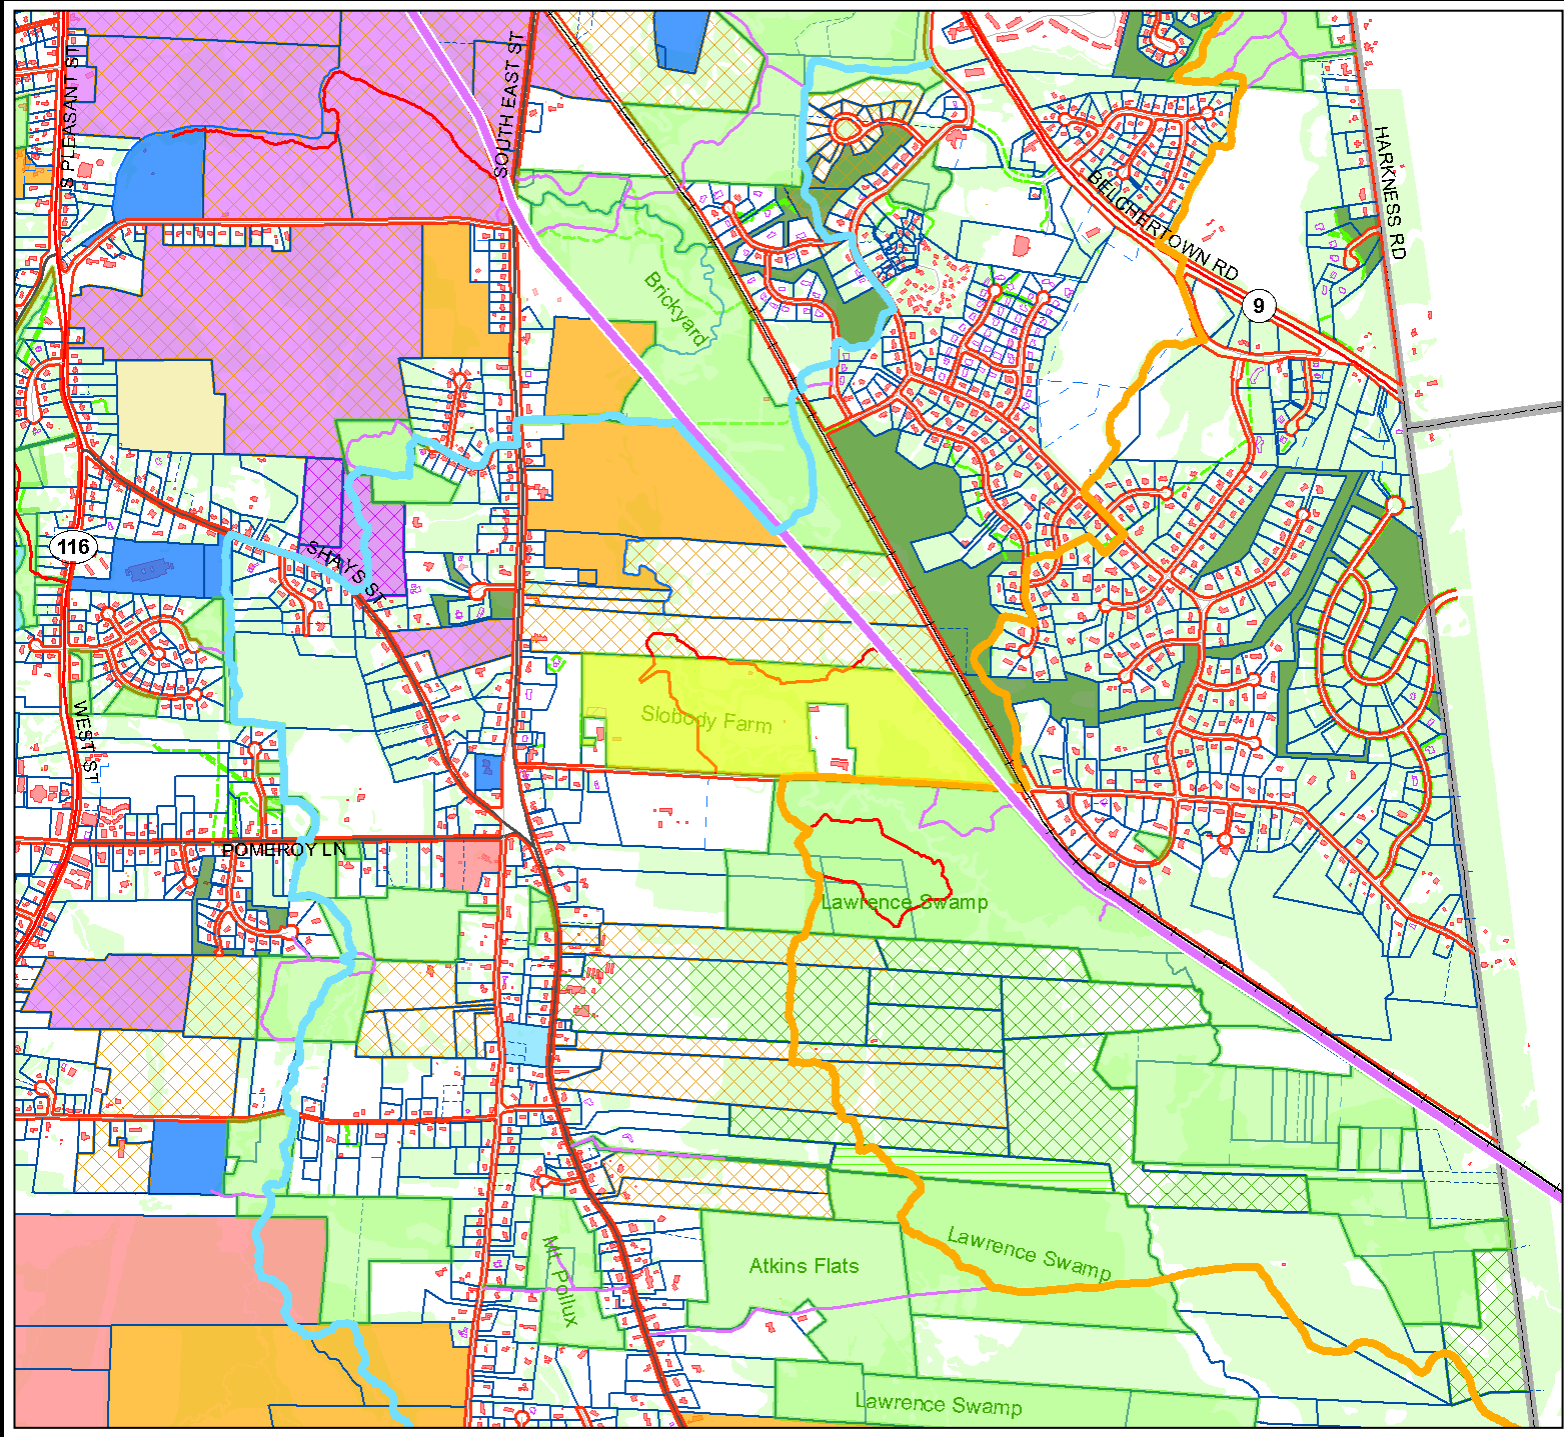 S PLEASANT ST
SOUTH EAST ST
HARKNESS RD
BELCHERTOWN RD
9
Brickyard
116
SHAYS ST
WEST ST
Slobody Farm
POMEROY LN
Lawrence Swamp
Mt Pollux
Atkins Flats
Lawrence Swamp
Lawrence Swamp